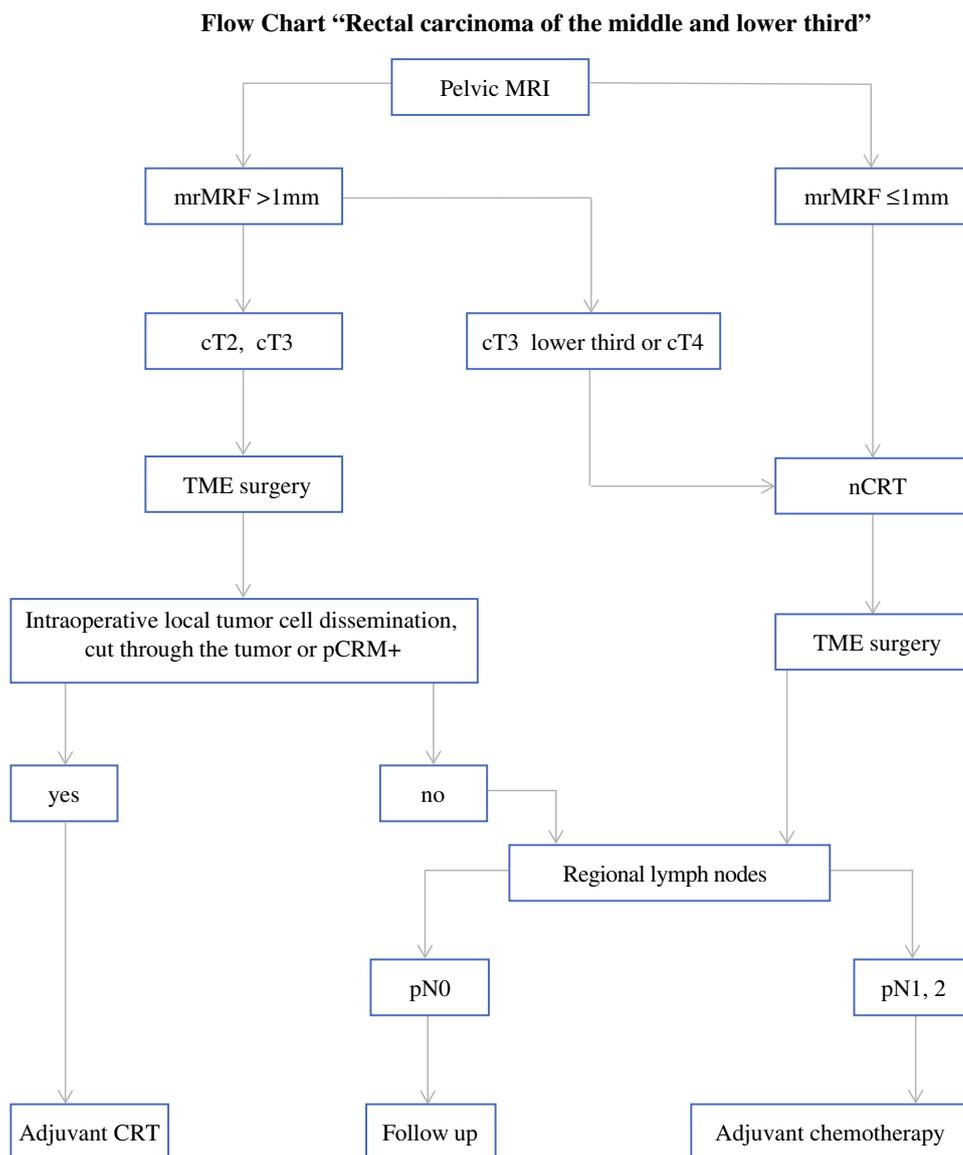 Flow Chart “Rectal carcinoma of the middle and lower third”
Pelvic MRI
mrMRF >1mm
mrMRF ≤1mm
cT2, cT3
cT3 lower third or cT4
TME surgery
nCRT
Intraoperative local tumor cell dissemination,
cut through the tumor or pCRM+
TME surgery
yes
no
Regional lymph nodes
pN0
pN1, 2
Adjuvant CRT
Follow up
Adjuvant chemotherapy